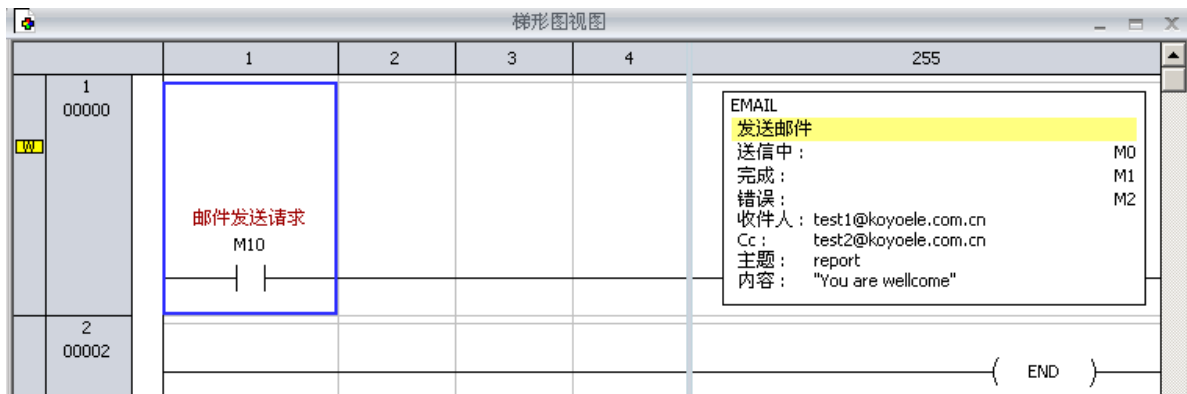 梯形图视图
1 2 3 4 255
1
00000
W
邮件发送请求
M10
EMAIL
发送邮件
送信中： M0
完成： M1
错误： M2
收件人： test1@koyoele.com.cn
Cc： test2@koyoele.com.cn
主题： report
内容： "You are wellcome"
2
00002
END